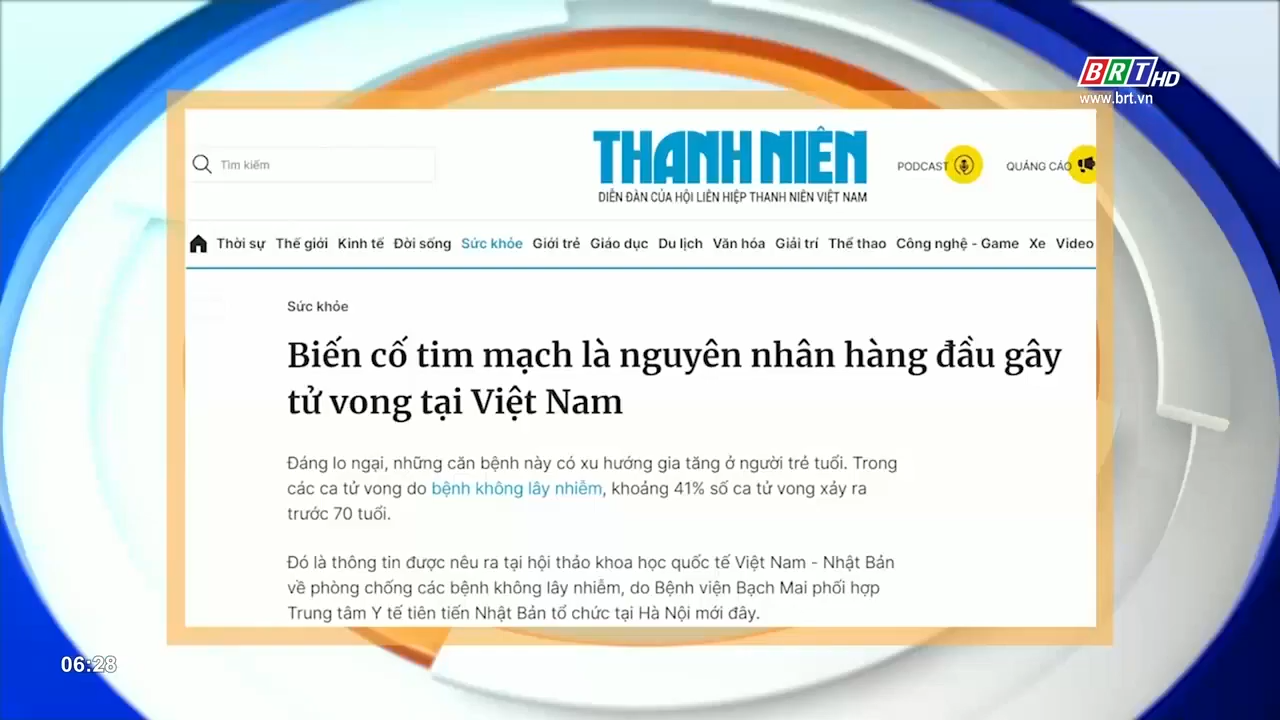 BRT HD
www.brt.vn
Tìm kiếm
THANH NIÊN
DIỄN ĐÀN CỦA HỘI LIÊN HIỆP THANH NIÊN VIỆT NAM
PODCAST
QUẢNG CÁO
Thời sự Thế giới Kinh tế Đời sống Sức khỏe Giới trẻ Giáo dục Du lịch Văn hóa Giải trí Thể thao Công nghệ - Game Xe Video
Sức khỏe
Biến cố tim mạch là nguyên nhân hàng đầu gây
tử vong tại Việt Nam
Đáng lo ngại, những căn bệnh này có xu hướng gia tăng ở người trẻ tuổi. Trong
các ca tử vong do bệnh không lây nhiễm, khoảng 41% số ca tử vong xảy ra
trước 70 tuổi.
Đó là thông tin được nêu ra tại hội thảo khoa học quốc tế Việt Nam - Nhật Bản
về phòng chống các bệnh không lây nhiễm, do Bệnh viện Bạch Mai phối hợp
Trung tâm Y tế tiên tiến Nhật Bản tổ chức tại Hà Nội mới đây.
06:28